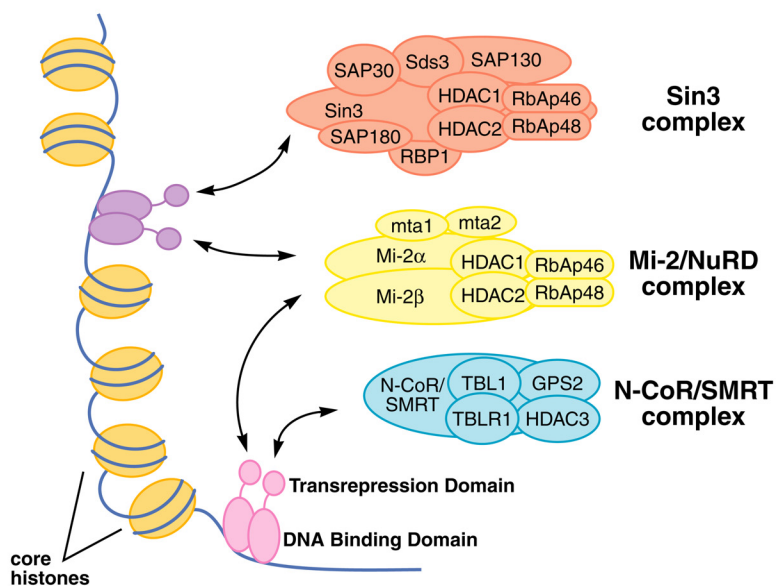 SAP30
Sds3
SAP130
Sin3
HDAC1
RbAp46
SAP180
HDAC2
RbAp48
RBP1
Sin3
complex
mta1
mta2
Mi-2α
HDAC1
RbAp46
Mi-2β
HDAC2
RbAp48
Mi-2/NuRD
complex
N-CoR/
SMRT
TBL1
GPS2
TBLR1
HDAC3
N-CoR/SMRT
complex
Transrepression Domain
DNA Binding Domain
core
histones